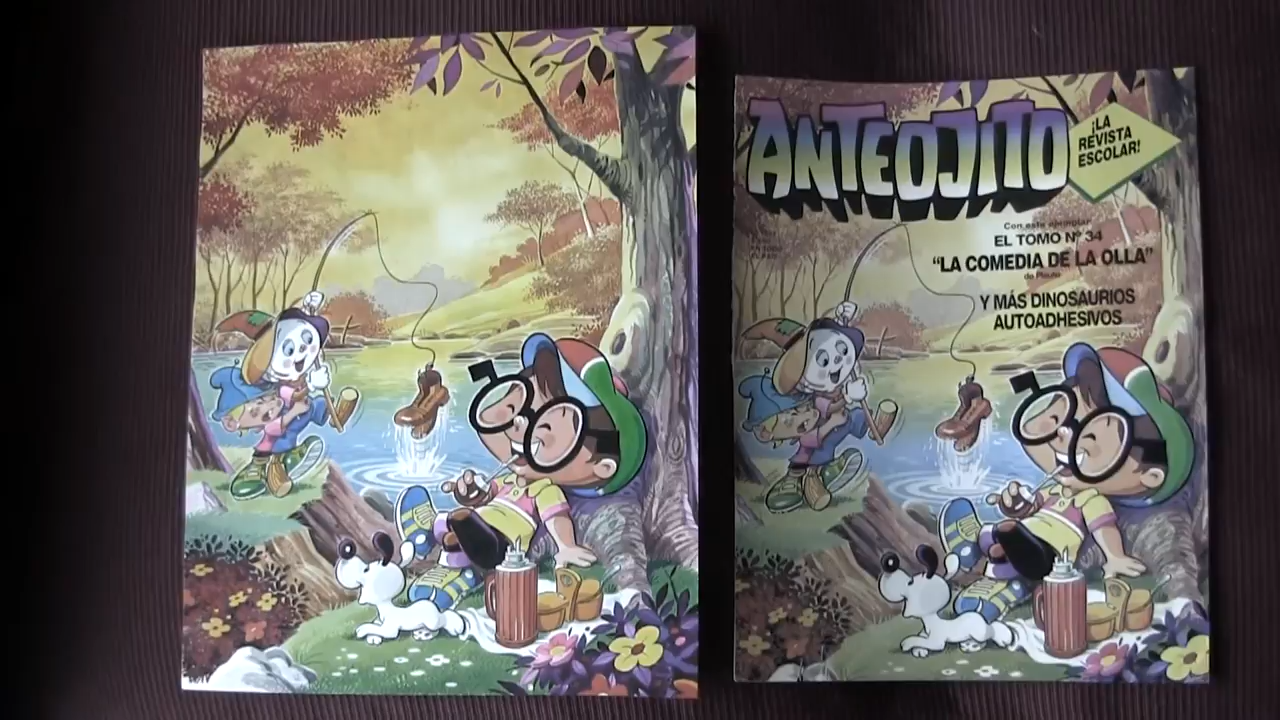 ANTEOJITO
¡LA
REVISTA
ESCOLAR!
Con este ejemplar
EL TOMO Nº 34
"LA COMEDIA DE LA OLLA"
de Plauto
Y MÁS DINOSAURIOS
AUTOADHESIVOS